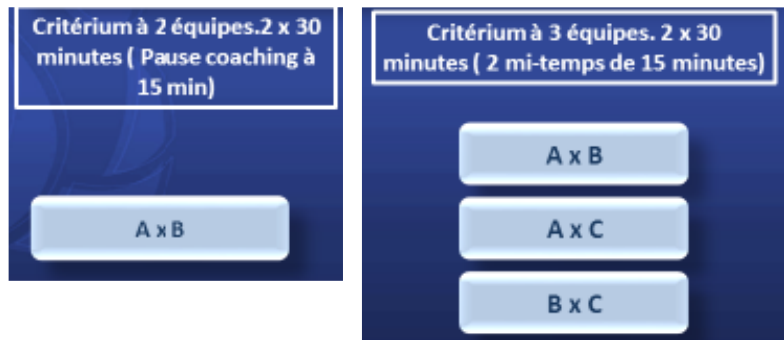 Critérium à 2 équipes.2 x 30
minutes ( Pause coaching à
15 min)
A x B
Critérium à 3 équipes. 2 x 30
minutes ( 2 mi-temps de 15 minutes)
A x B
A x C
B x C